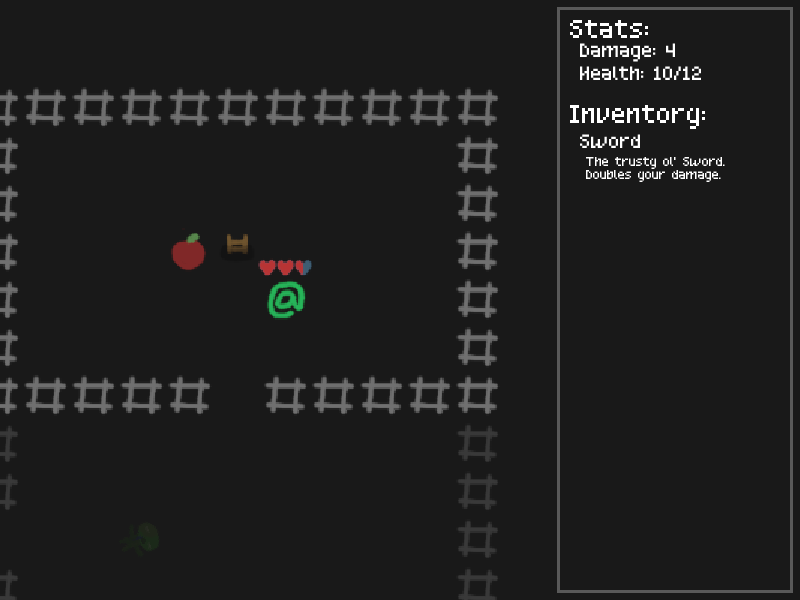 Stats:
Damage: 4
Health: 10/12
Inventory:
Sword
The trusty ol' Sword.
Doubles your damage.
@